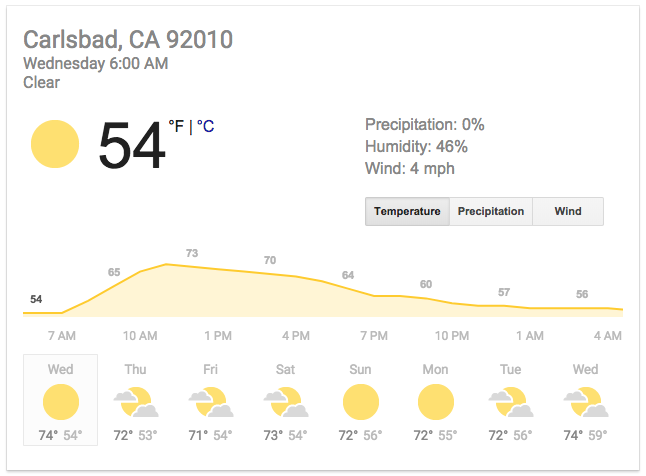 Carlsbad, CA 92010
Wednesday 6:00 AM
Clear
54 °F | °C
Precipitation: 0%
Humidity: 46%
Wind: 4 mph
Temperature Precipitation Wind
54 65 73 70 64 60 57 56
7 AM 10 AM 1 PM 4 PM 7 PM 10 PM 1 AM 4 AM
Wed Thu Fri Sat Sun Mon Tue Wed
74° 54° 72° 53° 71° 54° 73° 54° 72° 56° 72° 55° 72° 56° 74° 59°